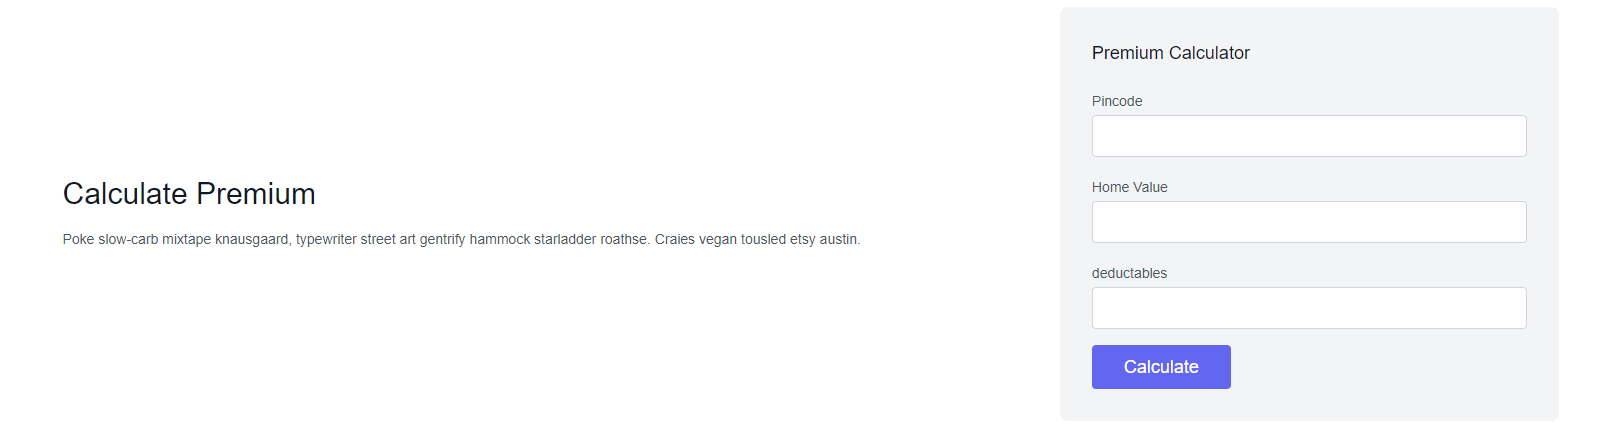 Calculate Premium
Poke slow-carb mixtape knausgaard, typewriter street art gentrify hammock starladder roathse. Craies vegan tousled etsy austin.
Premium Calculator
Pincode
Home Value
deductables
Calculate